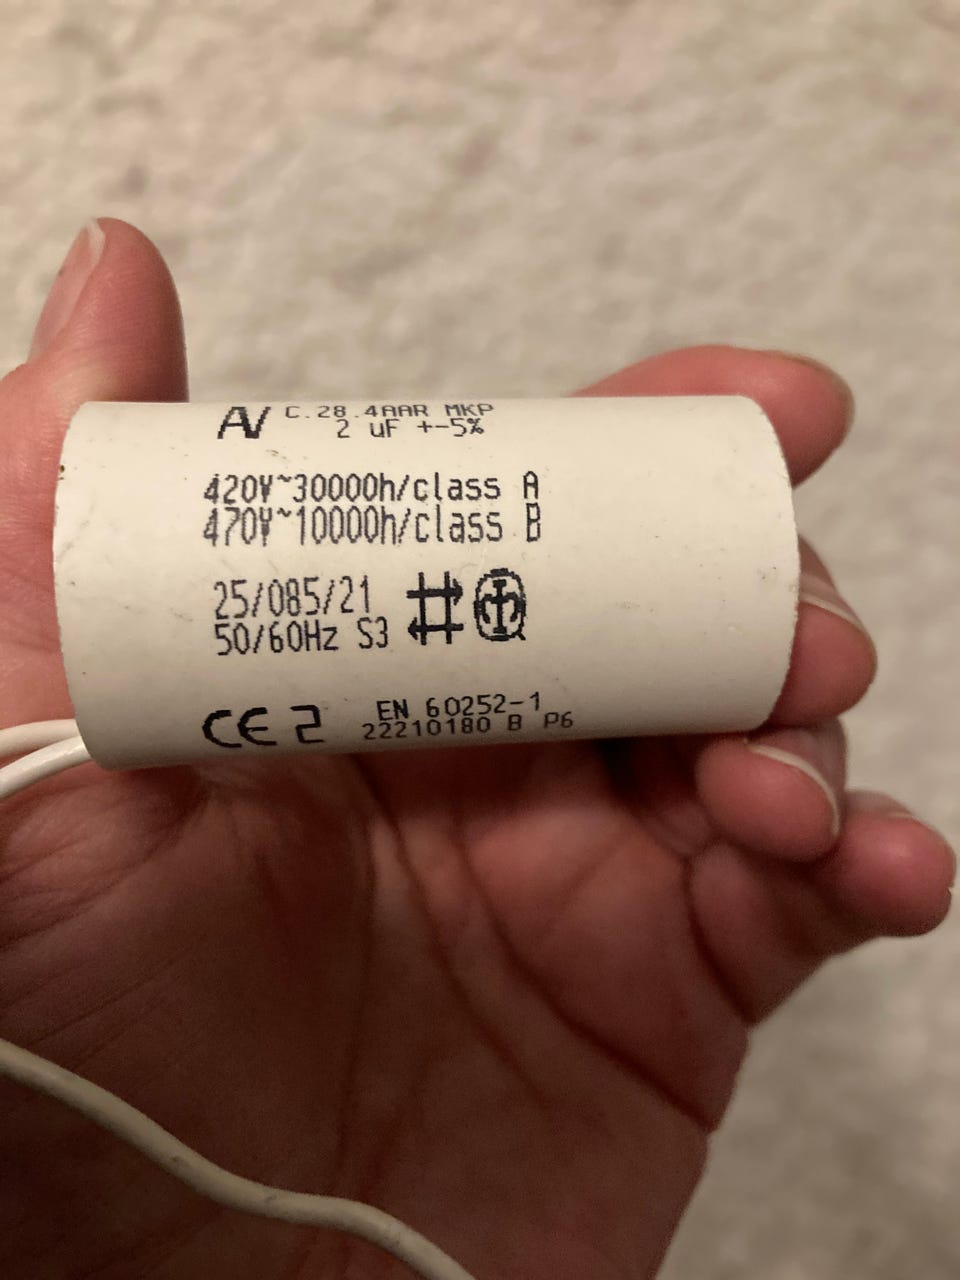 AV C.28.4AAR MKP
2 uF +-5%
420V~30000h/class A
470V~10000h/class B
25/085/21
50/60Hz S3
CE 2 EN 60252-1
22210180 B P6